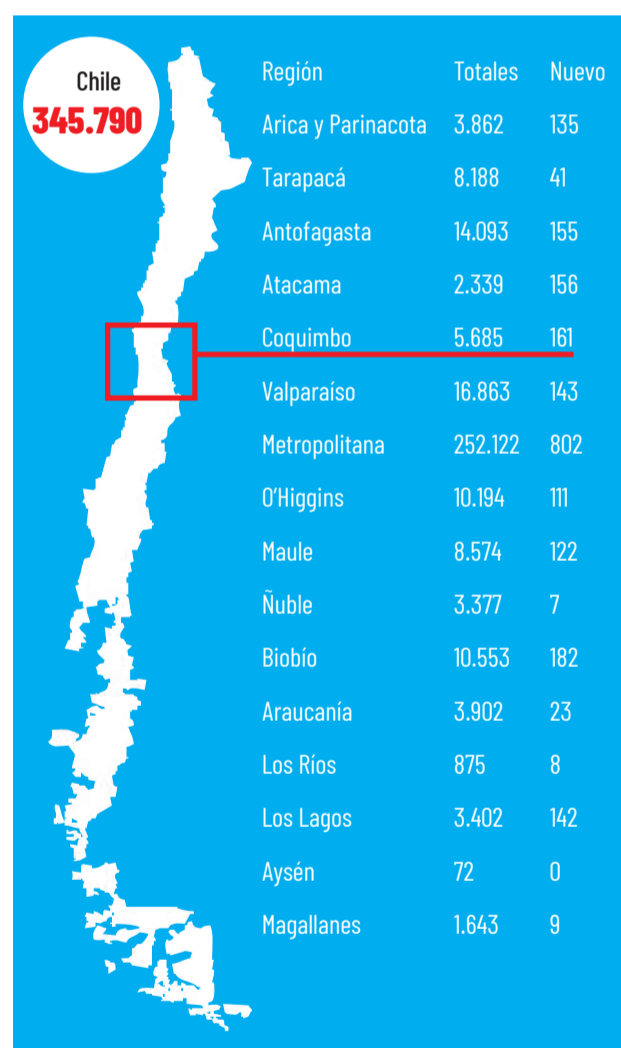 Chile
345.790
Región Totales Nuevo
Arica y Parinacota 3.862 135
Tarapacá 8.188 41
Antofagasta 14.093 155
Atacama 2.339 156
Coquimbo 5.685 161
Valparaíso 16.863 143
Metropolitana 252.122 802
O'Higgins 10.194 111
Maule 8.574 122
Ñuble 3.377 7
Biobío 10.553 182
Araucanía 3.902 23
Los Ríos 875 8
Los Lagos 3.402 142
Aysén 72 0
Magallanes 1.643 9